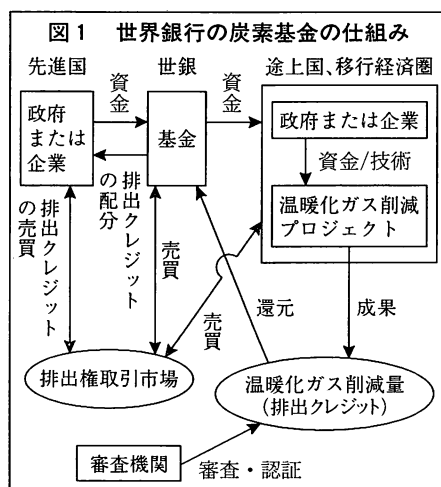 図1 世界銀行の炭素基金の仕組み
先進国
世銀
途上国、移行経済圏
資金
資金
政府
または
企業
基金
政府または企業
資金/技術
温暖化ガス削減
プロジェクト
排出クレジット
の配分
排出クレジット
の売買
売買
売買
還元
成果
排出権取引市場
温暖化ガス削減量
(排出クレジット)
審査機関
審査・認証